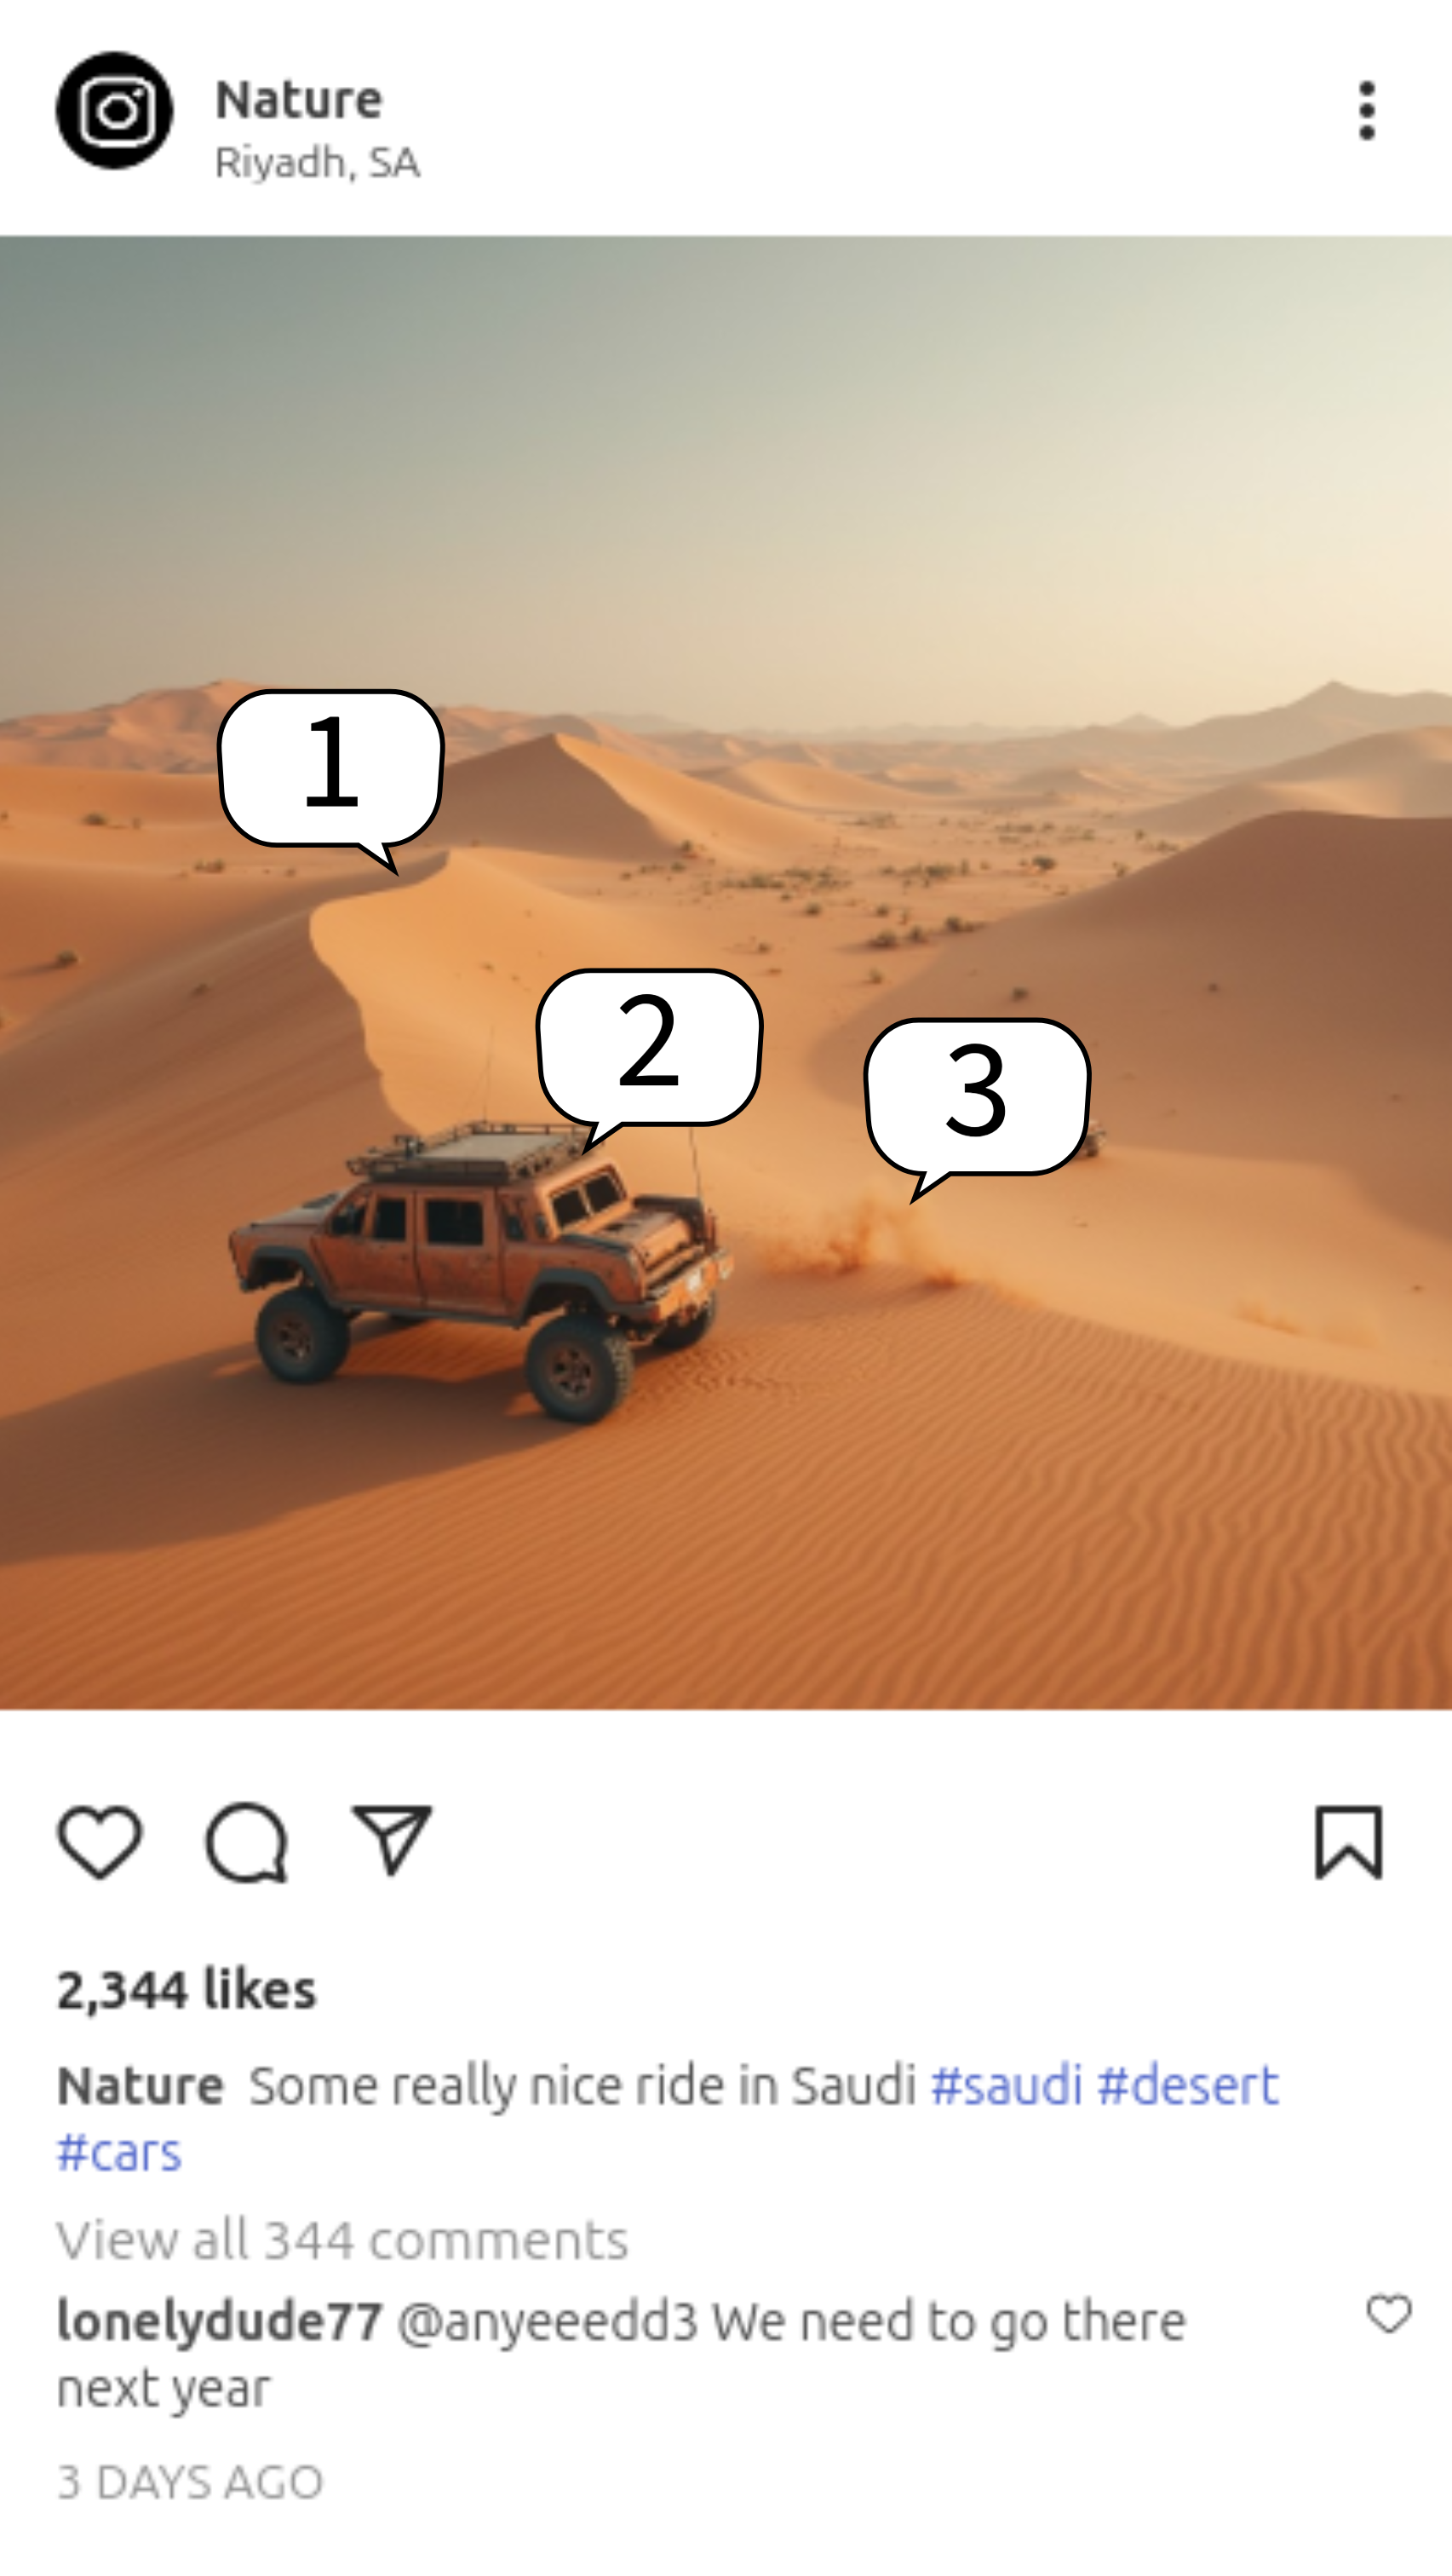 Nature
Riyadh, SA
1
2
3
2,344 likes
Nature Some really nice ride in Saudi #saudi #desert
#cars
View all 344 comments
lonelydude77 @anyeeedd3 We need to go there
next year
3 DAYS AGO